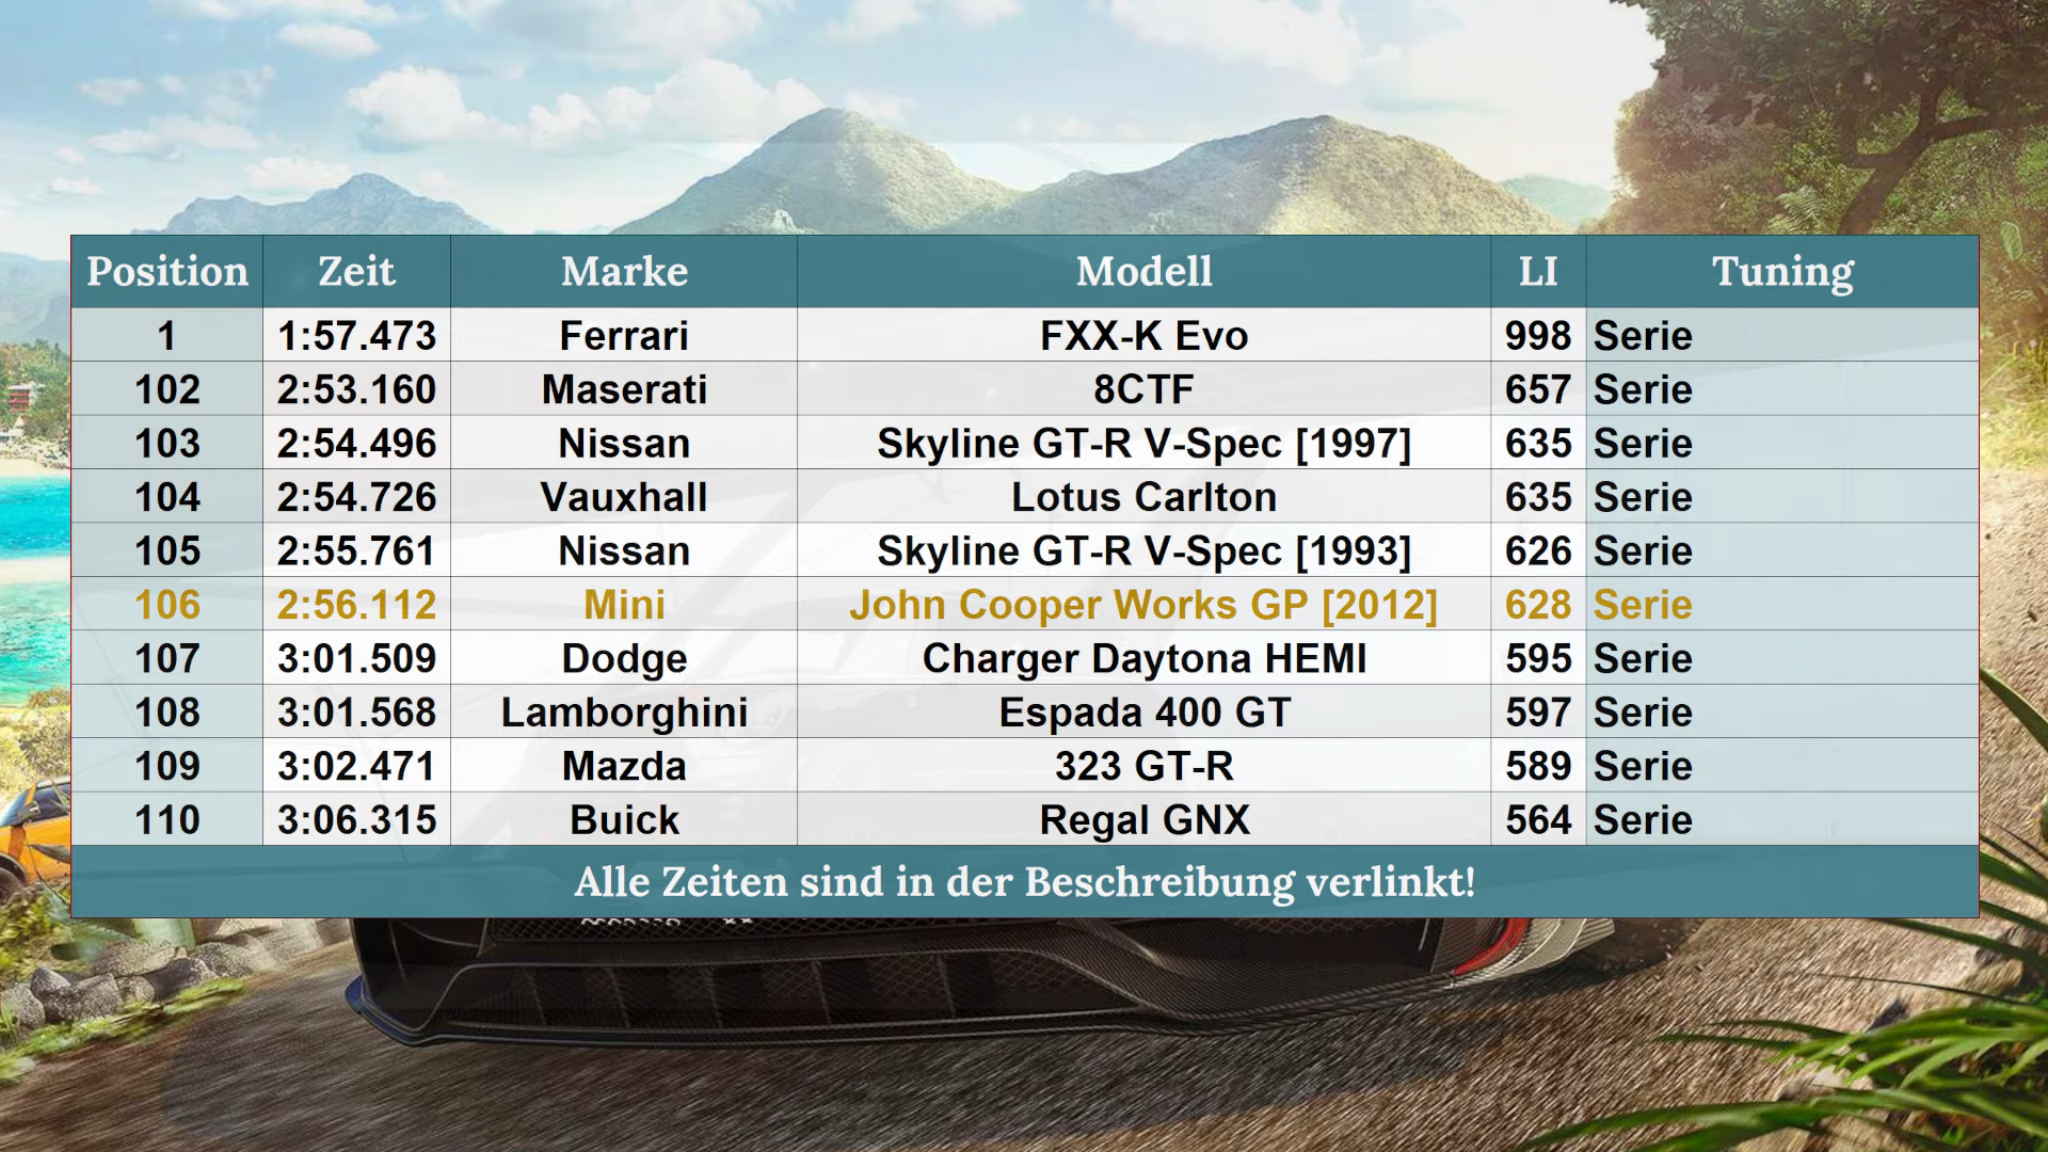 Position Zeit Marke Modell LI Tuning
1 1:57.473 Ferrari FXX-K Evo 998 Serie
102 2:53.160 Maserati 8CTF 657 Serie
103 2:54.496 Nissan Skyline GT-R V-Spec [1997] 635 Serie
104 2:54.726 Vauxhall Lotus Carlton 635 Serie
105 2:55.761 Nissan Skyline GT-R V-Spec [1993] 626 Serie
106 2:56.112 Mini John Cooper Works GP [2012] 628 Serie
107 3:01.509 Dodge Charger Daytona HEMI 595 Serie
108 3:01.568 Lamborghini Espada 400 GT 597 Serie
109 3:02.471 Mazda 323 GT-R 589 Serie
110 3:06.315 Buick Regal GNX 564 Serie
Alle Zeiten sind in der Beschreibung verlinkt!